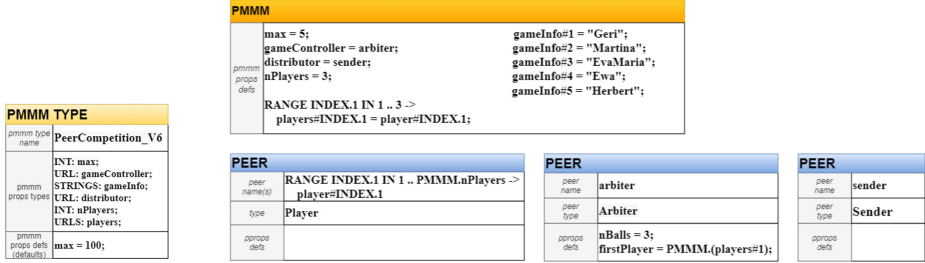 PMMM
pmmm
props
defs
max = 5;
gameController = arbiter;
distributor = sender;
nPlayers = 3;
RANGE INDEX.1 IN 1 .. 3 ->
players#INDEX.1 = player#INDEX.1;
gameInfo#1 = "Geri";
gameInfo#2 = "Martina";
gameInfo#3 = "EvaMaria";
gameInfo#4 = "Ewa";
gameInfo#5 = "Herbert";
PMMM TYPE
pmmm type
name
PeerCompetition_V6
pmmm
props types
INT: max;
URL: gameController;
STRINGS: gameInfo;
URL: distributor;
INT: nPlayers;
URLS: players;
pmmm
props defs
(defaults)
max = 100;
PEER
peer
name(s)
RANGE INDEX.1 IN 1 .. PMMM.nPlayers ->
player#INDEX.1
type
Player
pprops
defs
PEER
peer
name
arbiter
peer
type
Arbiter
pprops
defs
nBalls = 3;
firstPlayer = PMMM.(players#1);
PEER
peer
name
sender
peer
type
Sender
pprops
defs